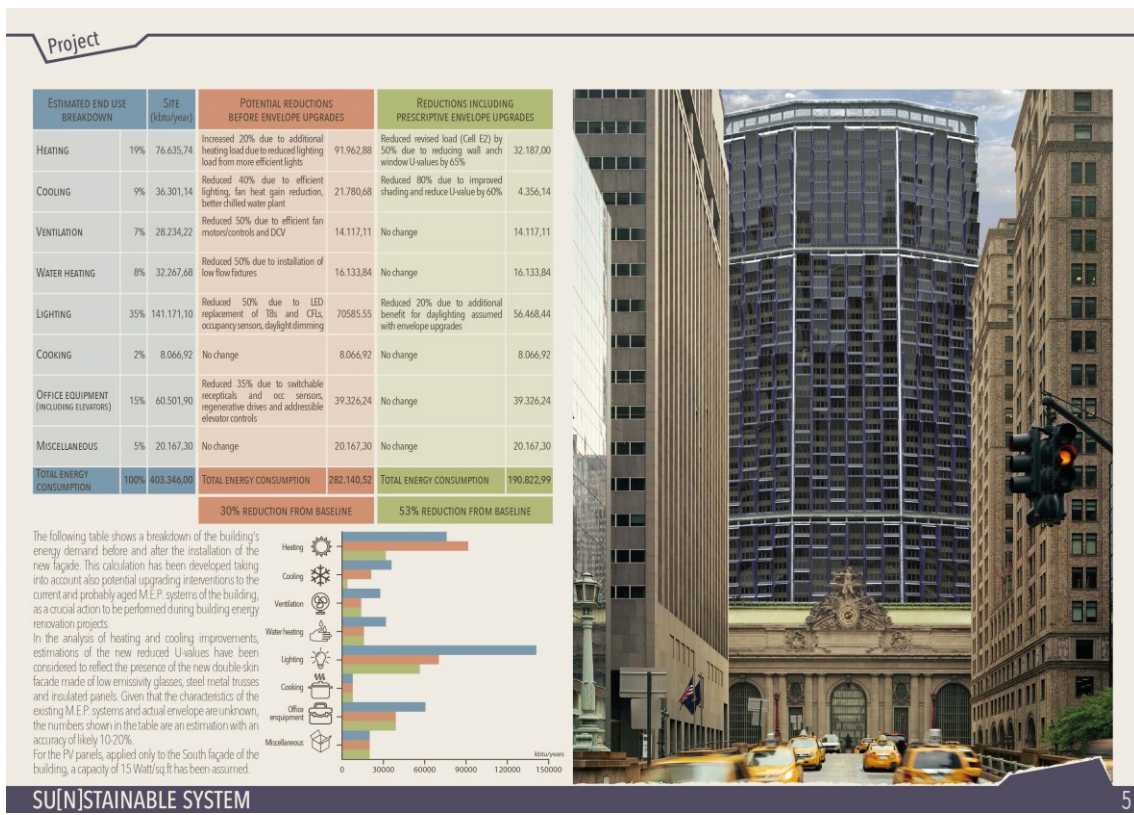 Project
ESTIMATED END USE BREAKDOWN
SITE (kbtu/year)
POTENTIAL REDUCTIONS BEFORE ENVELOPE UPGRADES
REDUCTIONS INCLUDING PRESCRIPTIVE ENVELOPE UPGRADES
HEATING 19% 76.635,74
Increased 20% due to additional
heating load due to reduced lighting
load from more efficient lights
91.962,88
Reduced revised load (Cell E2) by
50% due to reducing wall anch
window U-values by 65%
32.187,00
COOLING 9% 36.301,14
Reduced 40% due to efficient
lighting, fan heat gain reduction,
better chilled water plant
21.780,68
Reduced 80% due to improved
shading and reduce U-value by 60%
4.356,14
VENTILATION 7% 28.234,22
Reduced 50% due to efficient fan
motors/controls and DCV
14.117,11
No change
14.117,11
WATER HEATING 8% 32.267,68
Reduced 50% due to installation of
low flow fixtures
16.133,84
No change
16.133,84
LIGHTING 35% 141.171,10
Reduced 50% due to LED
replacement of T8s and CFLs,
occupancy sensors, daylight dimming
70585.55
Reduced 20% due to additional
benefit for daylighting assumed
with envelope upgrades
56.468,44
COOKING 2% 8.066,92
No change
8.066,92
No change
8.066,92
OFFICE EQUIPMENT
(INCLUDING ELEVATORS)
15% 60.501,90
Reduced 35% due to switchable
recepticals and occ sensors,
regenerative drives and addressible
elevator controls
39.326,24
No change
39.326,24
MISCELLANEOUS 5% 20.167,30
No change
20.167,30
No change
20.167,30
TOTAL ENERGY
CONSUMPTION
100% 403.346,00
TOTAL ENERGY CONSUMPTION 282.140,52
TOTAL ENERGY CONSUMPTION 190.822,99
30% REDUCTION FROM BASELINE
53% REDUCTION FROM BASELINE
The following table shows a breakdown of the building's
energy demand before and after the installation of the
new façade. This calculation has been developed taking
into account also potential upgrading interventions to the
current and probably aged M.E.P. systems of the building,
as a crucial action to be performed during building energy
renovation projects.
In the analysis of heating and cooling improvements,
estimations of the new reduced U-values have been
considered to reflect the presence of the new double-skin
facade made of low emissivity glasses, steel metal trusses
and insulated panels. Given that the characteristics of the
existing M.E.P. systems and actual envelope are unknown,
the numbers shown in the table are an estimation with an
accuracy of likely 10-20%.
For the PV panels, applied only to the South façade of the
building, a capacity of 15 Watt/sq.ft has been assumed.
Heating
Cooling
Ventilation
Water heating
Lighting
Cooking
Office
enquipment
Miscellaneous
kbtu/years
0 30000 60000 90000 120000 150000
SU[N]STAINABLE SYSTEM
5